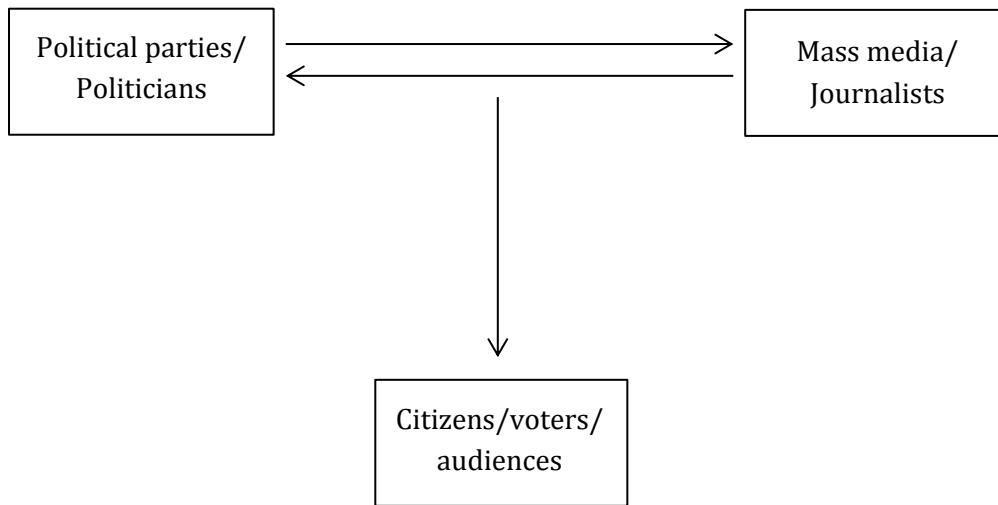 Political parties/
Politicians
Mass media/
Journalists
Citizens/voters/
audiences